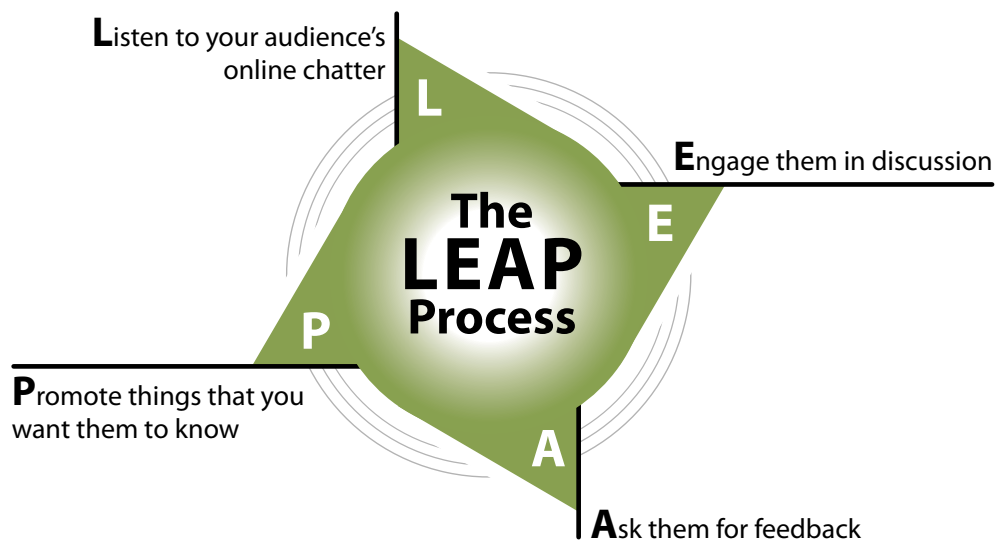 Listen to your audience's
online chatter
L
Engage them in discussion
E
The
LEAP
Process
P
Promote things that you
want them to know
A
Ask them for feedback